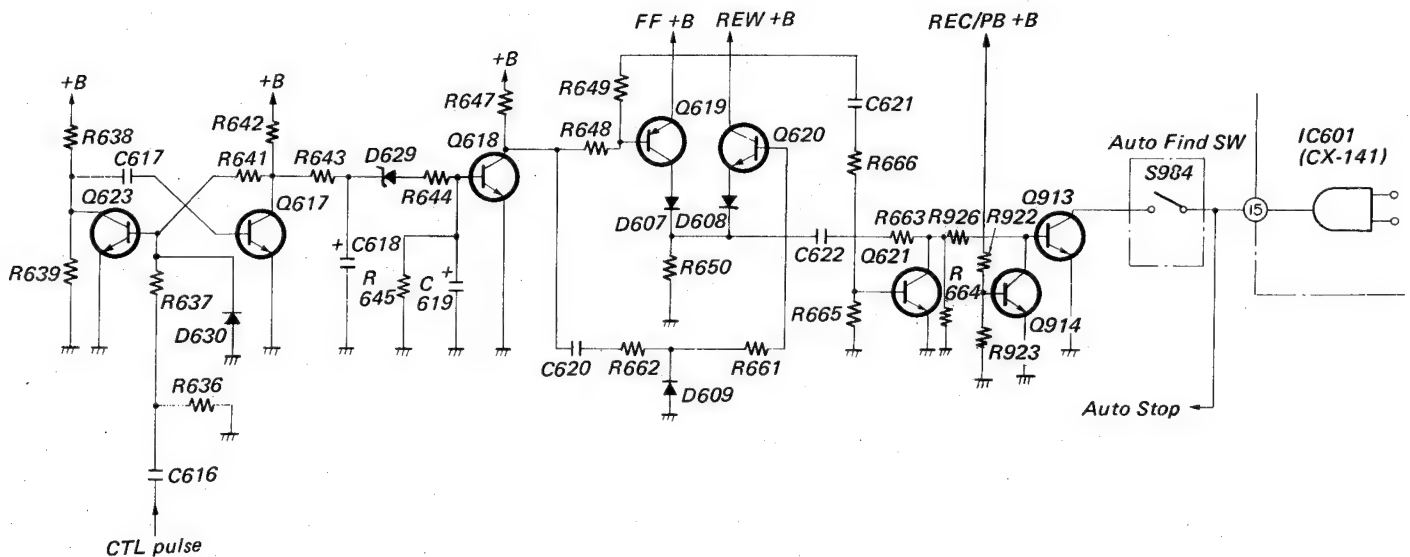 FF +B
REW +B
REC/PB +B
+B
+B
+B
R638
C617
R642
R641
R643
D629
R647
Q618
R644
R648
R649
Q619
Q620
C621
R666
Auto Find SW
S984
IC601
(CX-141)
15
Q623
Q617
R639
R637
D630
C618
R
645
C
619
D607
D608
R650
C622
R663
R926
R922
Q913
Q621
R
664
Q914
R665
R923
C620
R662
R661
D609
R636
C616
CTL pulse
Auto Stop